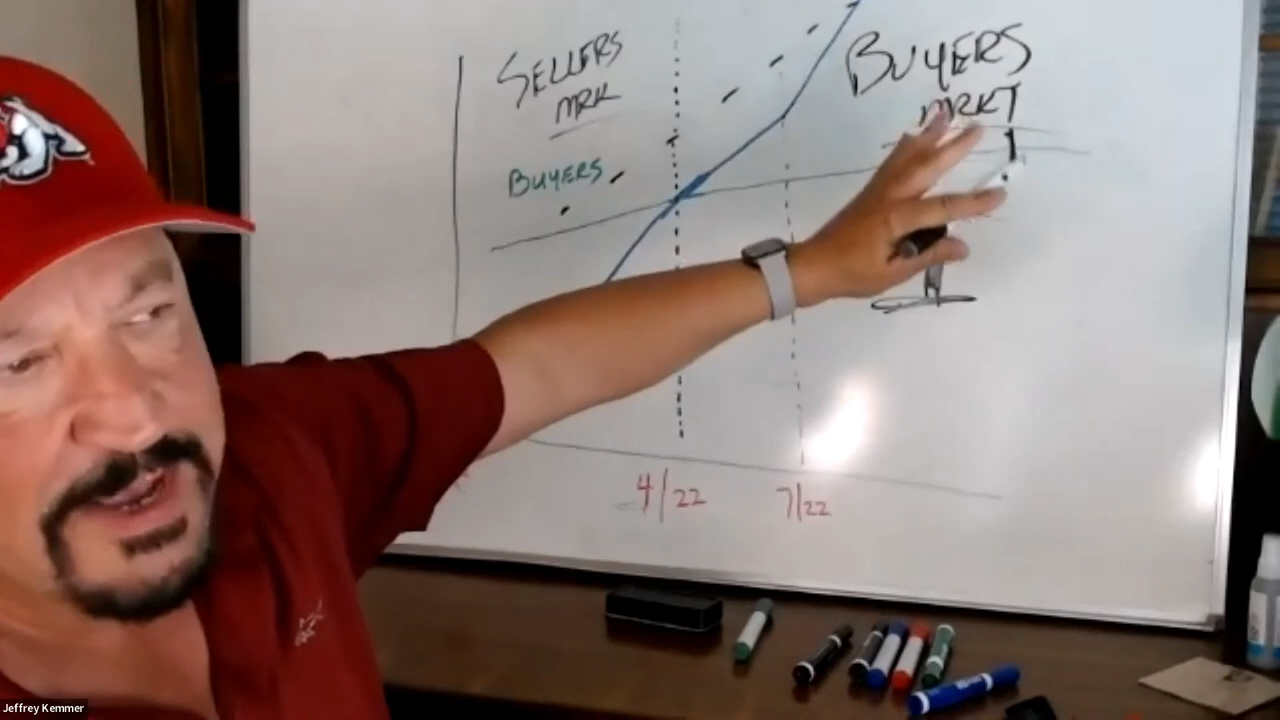 SELLERS
MRK
BUYERS
MRKT
BUYERS
4/22
7/22
Jeffrey Kemmer